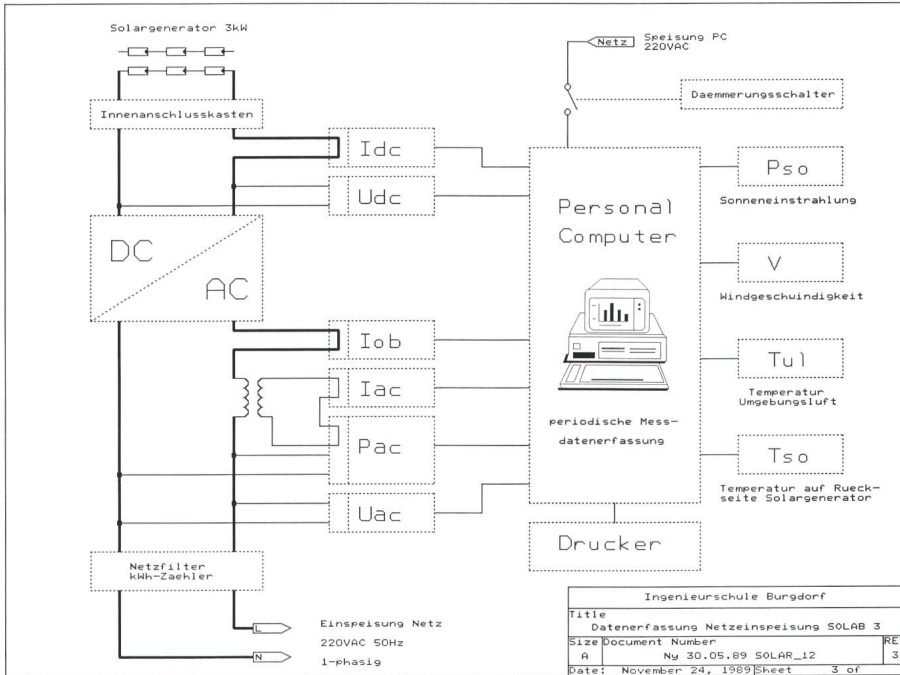 Solargenerator 3kW
Innenanschlusskasten
Idc
Udc
DC
AC
Iob
Iac
Pac
Uac
Netzfilter
kWh-Zaehler
L
N
Einspeisung Netz
220VAC 50Hz
1-phasig
Netz
Speisung PC
220VAC
Daemmerungsschalter
Personal
Computer
periodische Mess-
datenerfassung
Drucker
Pso
Sonneneinstrahlung
V
Windgeschwindigkeit
Tul
Temperatur
Umgebungsluft
Tso
Temperatur auf Rueck-
seite Solargenerator
Ingenieurschule Burgdorf
Title
Datenerfassung Netzeinspeisung SOLAB 3
Size Document Number RE
A Ny 30.05.89 SOLAR_12 3
Date: November 24, 1989 Sheet 3 of